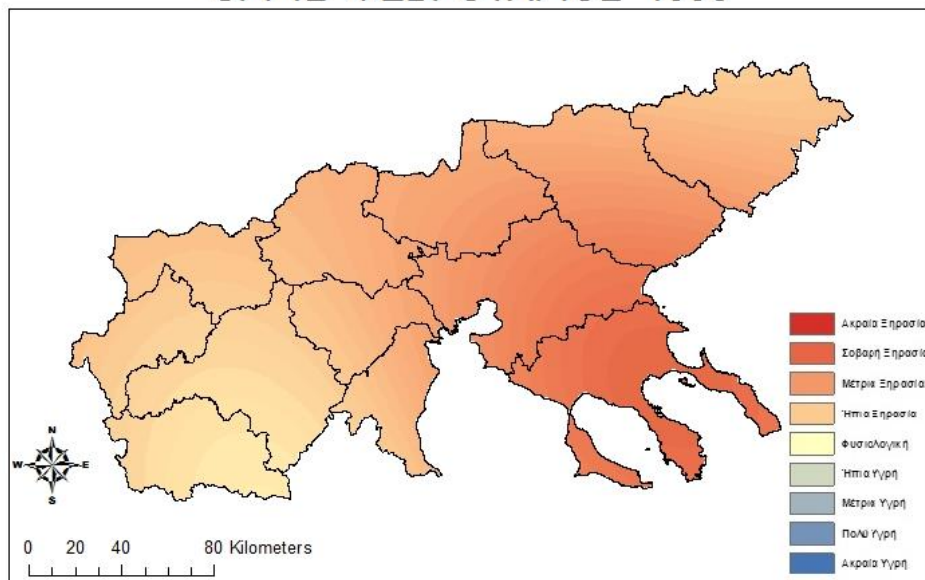 N
W E
S
0 20 40 80 Kilometers
Ακραία Ξηρασία
Σοβαρή Ξηρασία
Μέτρια Ξηρασία
Ήπια Ξηρασία
Φυσιολογική
Ήπια Υγρή
Μέτρια Υγρή
Πολύ Υγρή
Ακραία Υγρή